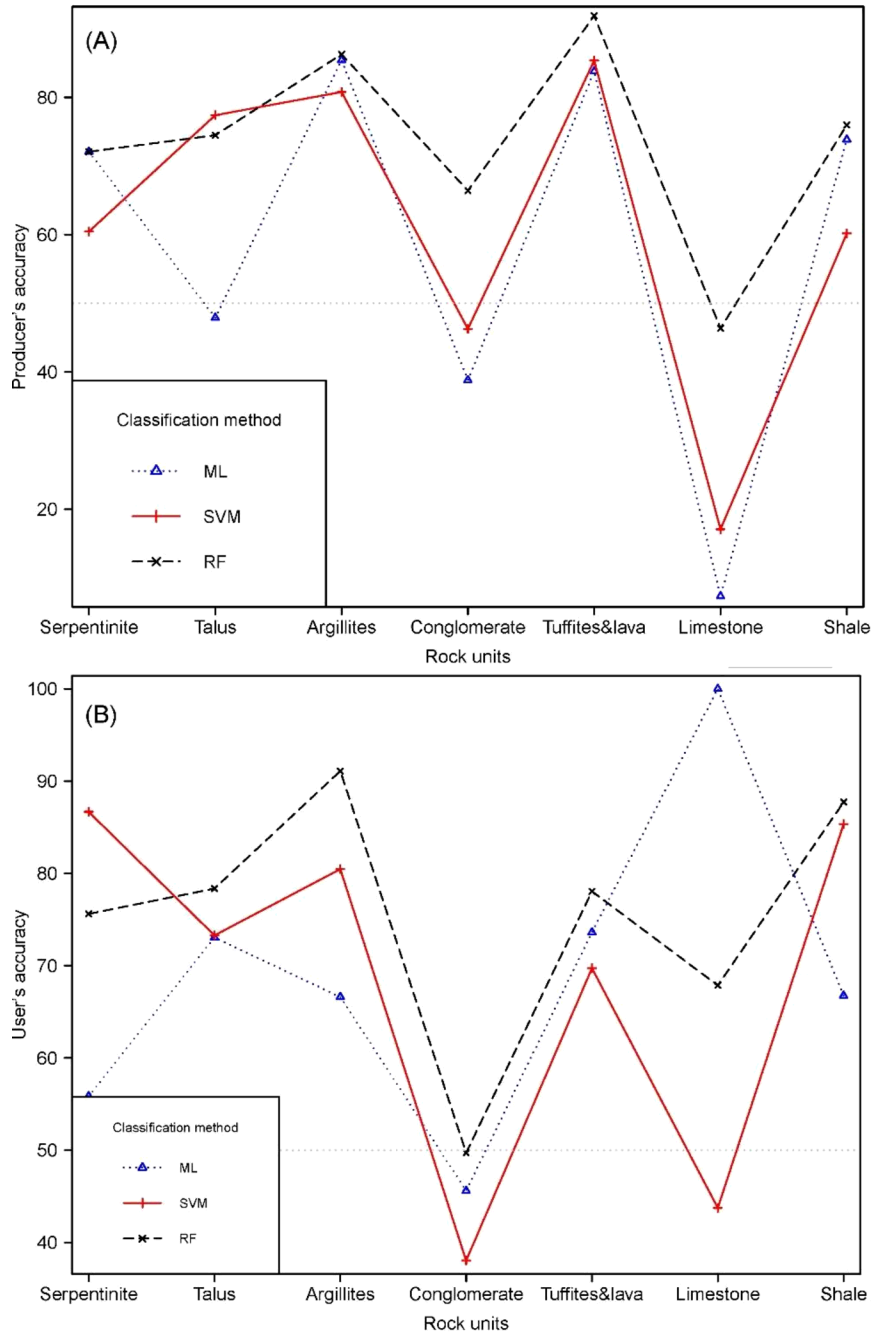 (A)
80
60
40
20
Producer's accuracy
Classification method
ML
SVM
RF
Serpentinite Talus Argillites Conglomerate Tuffites&lava Limestone Shale
Rock units
(B)
100
90
80
70
60
50
40
User's accuracy
Classification method
ML
SVM
RF
Serpentinite Talus Argillites Conglomerate Tuffites&lava Limestone Shale
Rock units